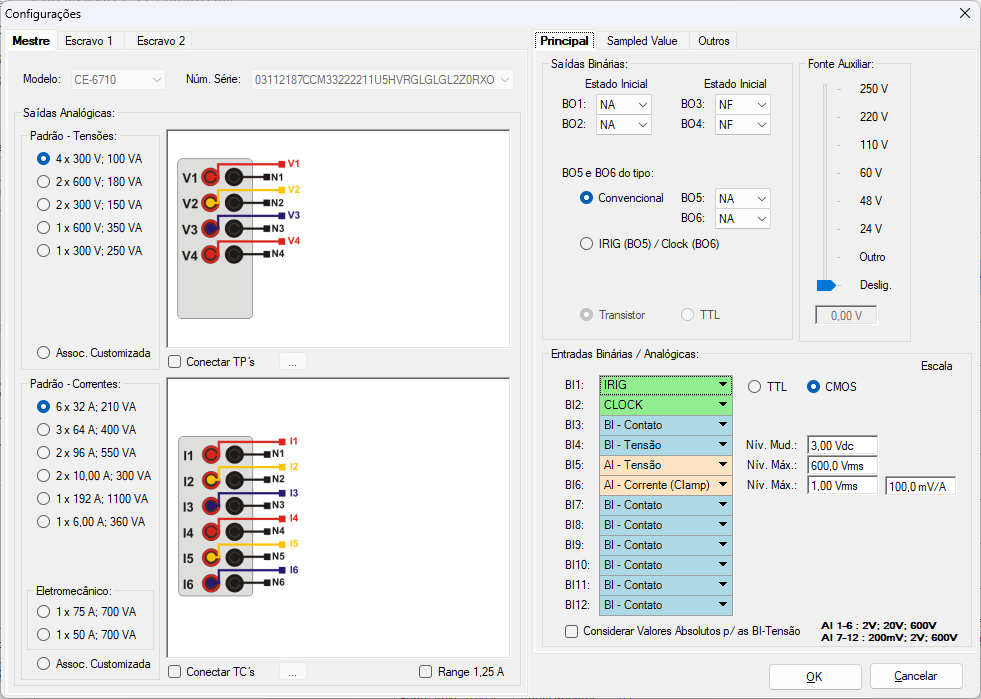 Configurações
Mestre
Escravo 1
Escravo 2
Modelo:
CE-6710
Núm. Série:
03112187CCM33222211U5HVRGLGLGL2Z0RXO
Saídas Analógicas:
Padrão - Tensões:
4 x 300 V; 100 VA
2 x 600 V; 180 VA
2 x 300 V; 150 VA
1 x 600 V; 350 VA
1 x 300 V; 250 VA
Assoc. Customizada
V1
V1
N1
V2
V2
N2
V3
V3
N3
V4
V4
N4
Conectar TP´s
...
Padrão - Correntes:
6 x 32 A; 210 VA
3 x 64 A; 400 VA
2 x 96 A; 550 VA
2 x 10,00 A; 300 VA
1 x 192 A; 1100 VA
1 x 6,00 A; 360 VA
Eletromecânico:
1 x 75 A; 700 VA
1 x 50 A; 700 VA
Assoc. Customizada
I1
I1
N1
I2
I2
N2
I3
I3
N3
I4
I4
N4
I5
I5
N5
I6
I6
N6
Conectar TC´s
...
Range 1,25 A
Principal
Sampled Value
Outros
Saídas Binárias:
Estado Inicial
Estado Inicial
BO1:
NA
BO3:
NF
BO2:
NA
BO4:
NF
BO5 e BO6 do tipo:
Convencional
BO5:
NA
BO6:
NA
IRIG (BO5) / Clock (BO6)
Transistor
TTL
Fonte Auxiliar:
250 V
220 V
110 V
60 V
48 V
24 V
Outro
Deslig.
0,00 V
Entradas Binárias / Analógicas:
Escala
BI1:
IRIG
TTL
CMOS
BI2:
CLOCK
BI3:
BI - Contato
BI4:
BI - Tensão
Nív. Mud.:
3,00 Vdc
BI5:
AI - Tensão
Nív. Máx.:
600,0 Vrms
BI6:
AI - Corrente (Clamp)
Nív. Máx.:
1,00 Vrms
100,0 mV/A
BI7:
BI - Contato
BI8:
BI - Contato
BI9:
BI - Contato
BI10:
BI - Contato
BI11:
BI - Contato
BI12:
BI - Contato
Considerar Valores Absolutos p/ as BI-Tensão
AI 1-6 : 2V; 20V; 600V
AI 7-12 : 200mV; 2V; 600V
OK
Cancelar